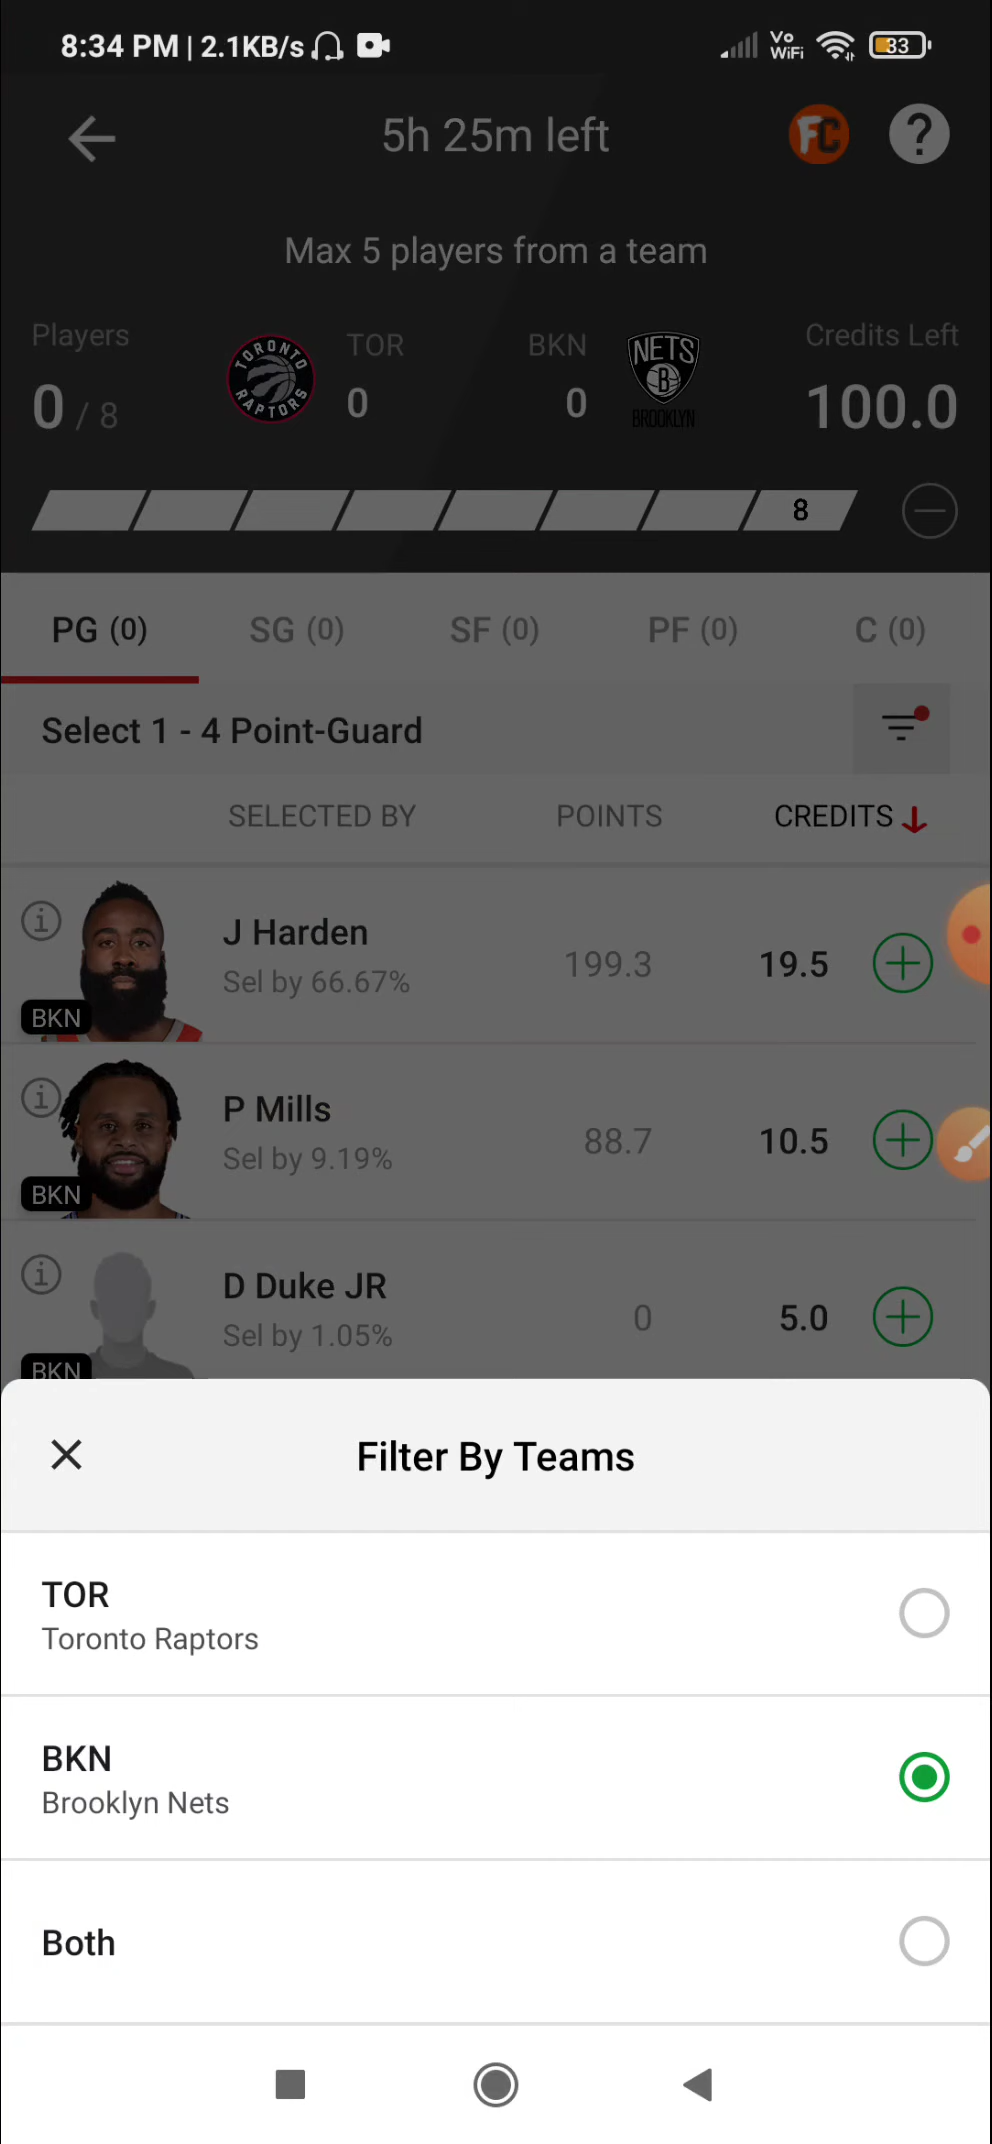 8:34 PM | 2.1KB/s Vo WiFi 33
5h 25m left FC ?
Max 5 players from a team
Players TOR BKN Credits Left
TORONTO RAPTORS NETS B BROOKLYN
0 / 8 0 0 100.0
8
PG (0) SG (0) SF (0) PF (0) C (0)
Select 1 - 4 Point-Guard
SELECTED BY POINTS CREDITS
J Harden
Sel by 66.67% 199.3 19.5
BKN
P Mills
Sel by 9.19% 88.7 10.5
BKN
D Duke JR
Sel by 1.05% 0 5.0
BKN
Filter By Teams
TOR
Toronto Raptors
BKN
Brooklyn Nets
Both